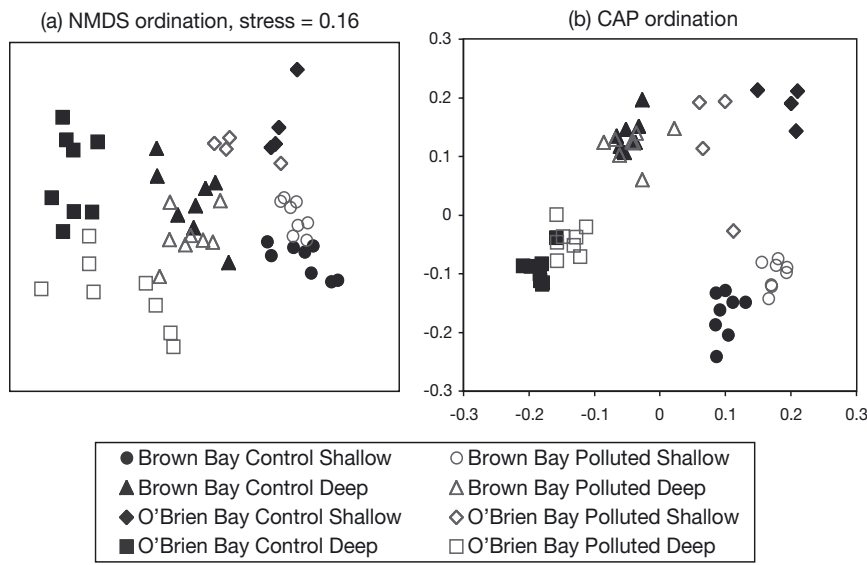 (a) NMDS ordination, stress = 0.16
(b) CAP ordination
0.3
0.2
0.1
0
-0.1
-0.2
-0.3
-0.3 -0.2 -0.1 0 0.1 0.2 0.3
Brown Bay Control Shallow Brown Bay Polluted Shallow
Brown Bay Control Deep Brown Bay Polluted Deep
O'Brien Bay Control Shallow O'Brien Bay Polluted Shallow
O'Brien Bay Control Deep O'Brien Bay Polluted Deep